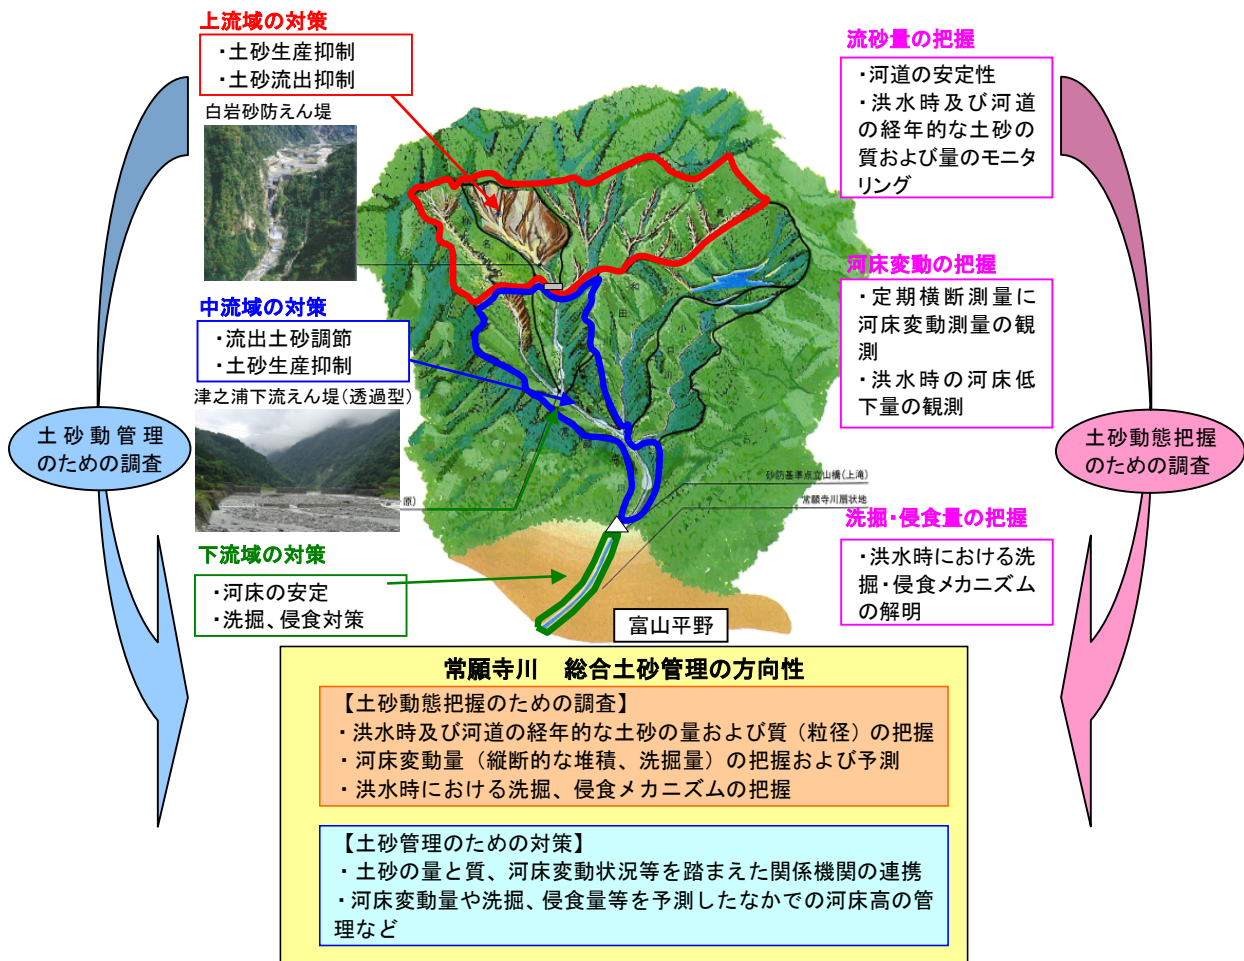 上流域の対策
・土砂生産抑制
・土砂流出抑制
白岩砂防えん堤
中流域の対策
・流出土砂調節
・土砂生産抑制
津之浦下流えん堤(透過型)
土砂動管理
のための調査
下流域の対策
・河床の安定
・洗掘、侵食対策
流砂量の把握
・河道の安定性
・洪水時及び河道
の経年的な土砂の
質および量のモニタ
リング
河床変動の把握
・定期横断測量に
河床変動測量の観
測
・洪水時の河床低
下量の観測
土砂動態把握
のための調査
洗掘・侵食量の把握
・洪水時における洗
掘・侵食メカニズム
の解明
称名川
和田
小
原)
砂防基準点立山橋(上滝)
常願寺川扇状地
富山平野
常願寺川　総合土砂管理の方向性
【土砂動態把握のための調査】
・洪水時及び河道の経年的な土砂の量および質(粒径)の把握
・河床変動量(縦断的な堆積、洗掘量)の把握および予測
・洪水時における洗掘、侵食メカニズムの把握
【土砂管理のための対策】
・土砂の量と質、河床変動状況等を踏まえた関係機関の連携
・河床変動量や洗掘、侵食量等を予測したなかでの河床高の管
理など